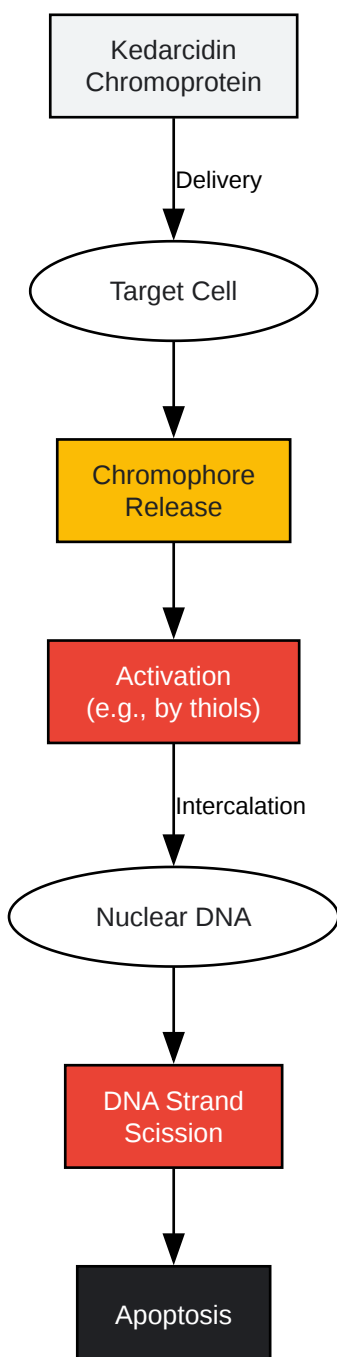 Kedarcidin
Chromoprotein
Delivery
Target Cell
Chromophore
Release
Activation
(e.g., by thiols)
Intercalation
Nuclear DNA
DNA Strand
Scission
Apoptosis